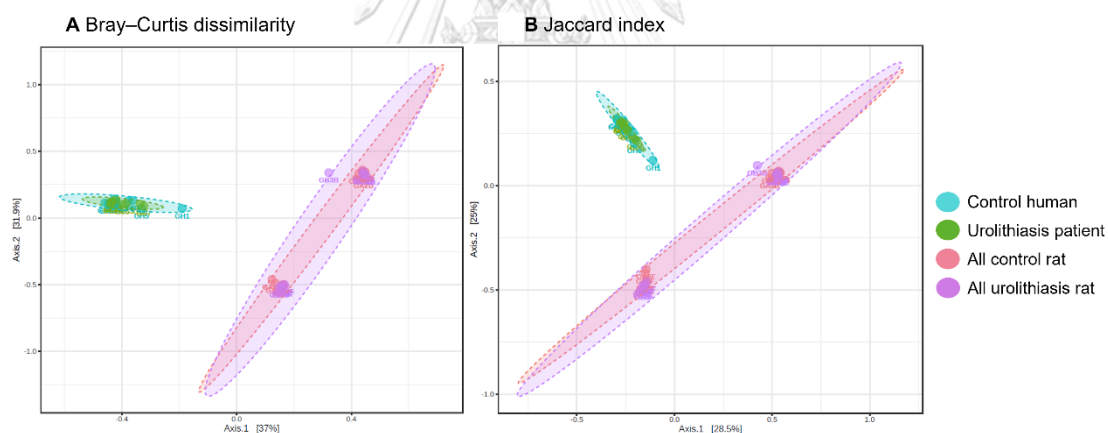 A Bray–Curtis dissimilarity
B Jaccard index
1.0
0.5
0.0
-0.5
-1.0
Axis.2 [31.9%]
GH1
-0.4
0.0
0.4
Axis.1 [37%]
0.5
0.0
-0.5
-1.0
Axis.2 [25%]
GH1
-0.5
0.0
0.5
1.0
Axis.1 [28.5%]
Control human
Urolithiasis patient
All control rat
All urolithiasis rat